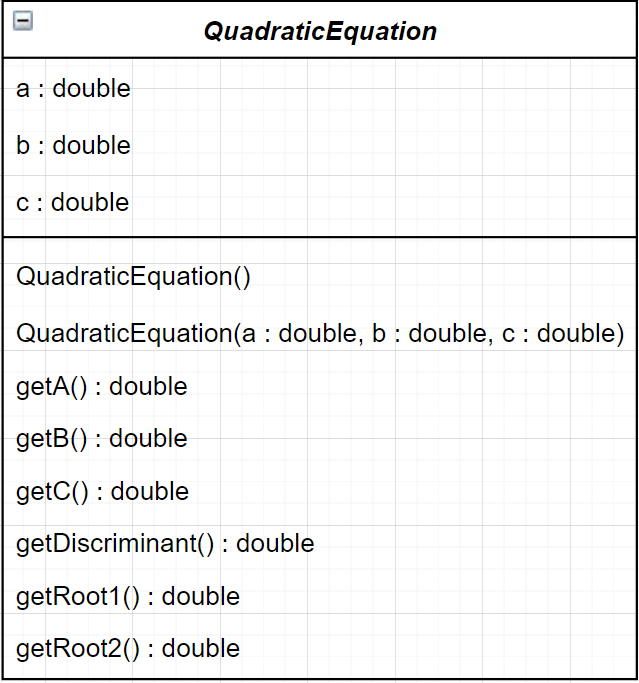 QuadraticEquation
a : double
b : double
c : double
QuadraticEquation()
QuadraticEquation(a : double, b : double, c : double)
getA() : double
getB() : double
getC() : double
getDiscriminant() : double
getRoot1() : double
getRoot2() : double